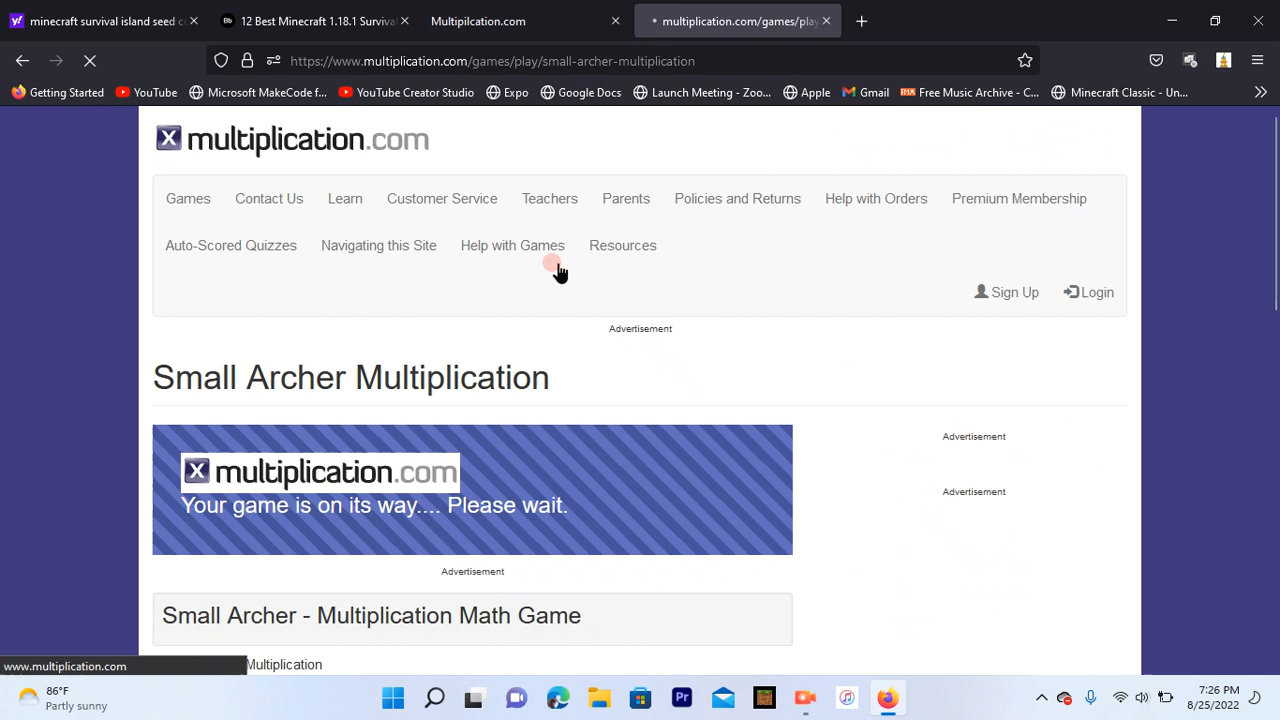 minecraft survival island seed c
12 Best Minecraft 1.18.1 Survival
Multipilcation.com
multiplication.com/games/play
https://www.multiplication.com/games/play/small-archer-multiplication
Getting Started
YouTube
Microsoft MakeCode f...
YouTube Creator Studio
Expo
Google Docs
Launch Meeting - Zoo...
Apple
Gmail
Free Music Archive - C...
Minecraft Classic - Un...
X multiplication.com
Games Contact Us Learn Customer Service Teachers Parents Policies and Returns Help with Orders Premium Membership
Auto-Scored Quizzes Navigating this Site Help with Games Resources
Sign Up Login
Advertisement
Small Archer Multiplication
X multiplication.com
Your game is on its way.... Please wait.
Advertisement
Advertisement
Advertisement
Small Archer - Multiplication Math Game
Multiplication
www.multiplication.com
86°F
Partly sunny
Pr
7:26 PM
8/25/2022